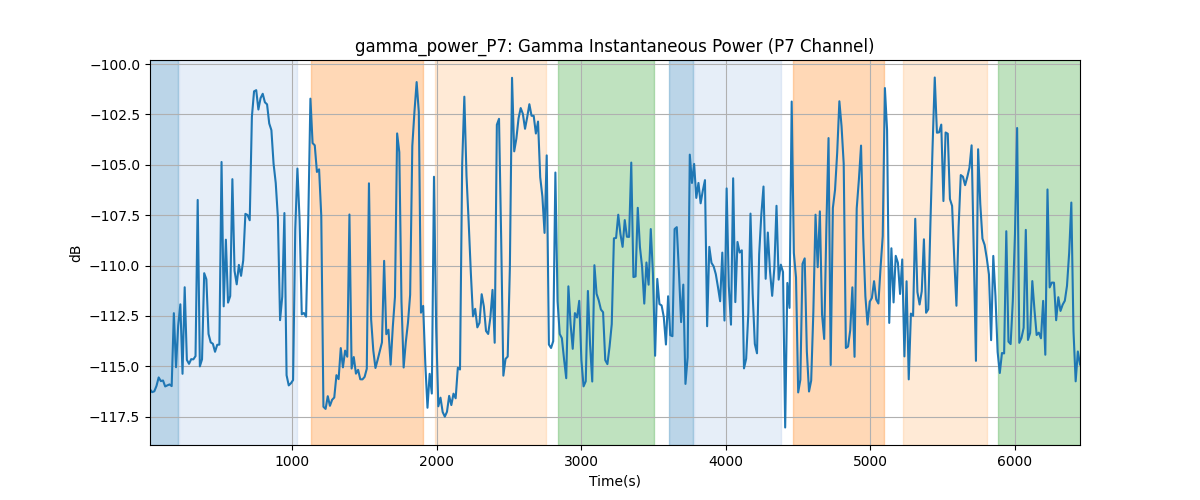 gamma_power_P7: Gamma Instantaneous Power (P7 Channel)
−100.0
−102.5
−105.0
−107.5
−110.0
−112.5
−115.0
−117.5
dB
1000 2000 3000 4000 5000 6000
Time(s)